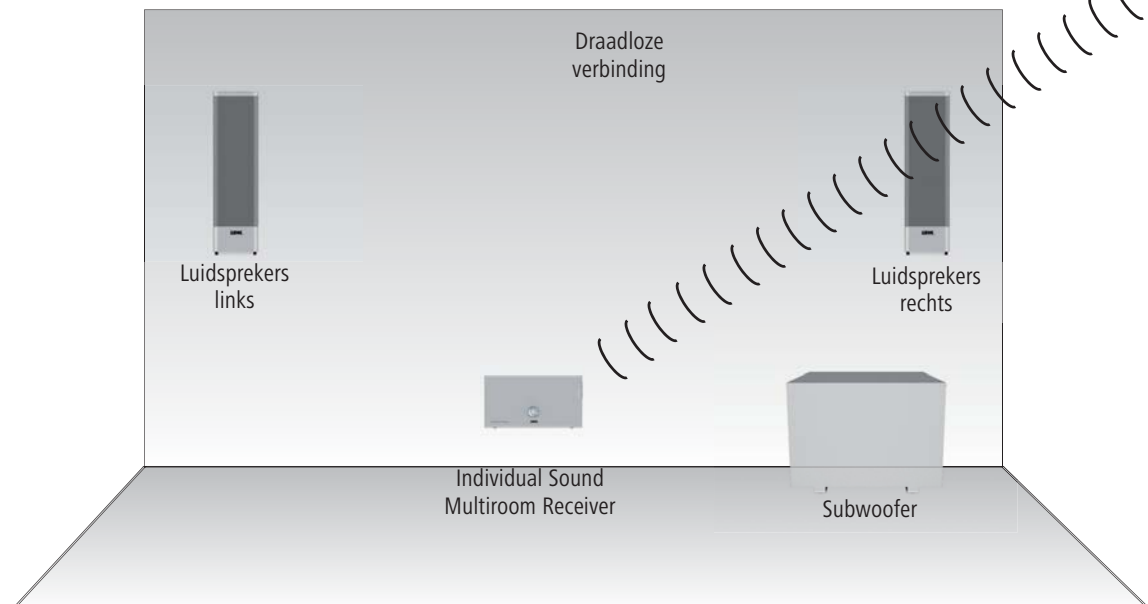 Draadloze
verbinding
Luidsprekers
links
Luidsprekers
rechts
Individual Sound
Multiroom Receiver
Subwoofer